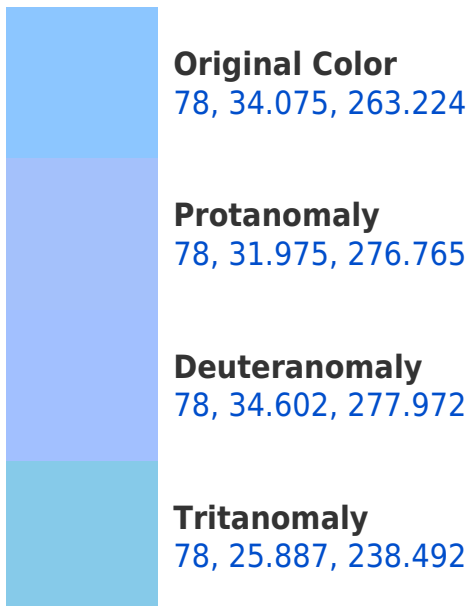 Original Color
78, 34.075, 263.224
Protanomaly
78, 31.975, 276.765
Deuteranomaly
78, 34.602, 277.972
Tritanomaly
78, 25.887, 238.492